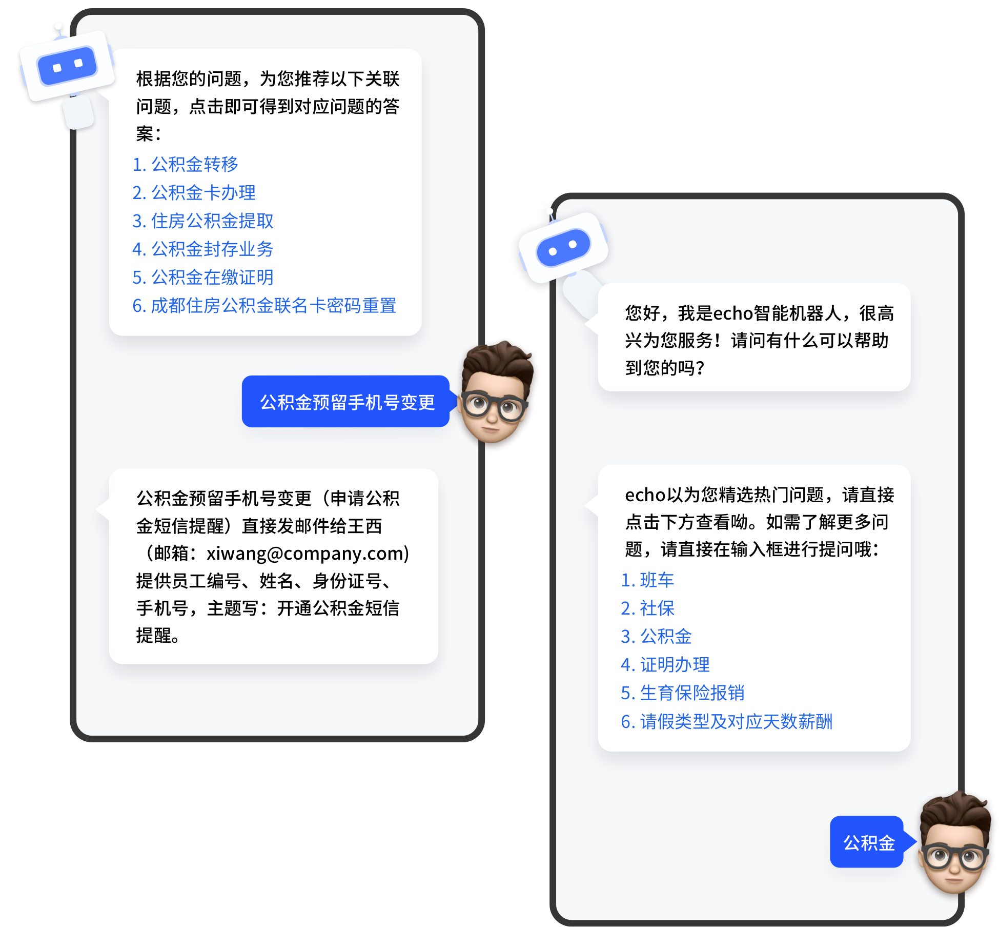 根据您的问题，为您推荐以下关联
问题，点击即可得到对应问题的答
案：
1. 公积金转移
2. 公积金卡办理
3. 住房公积金提取
4. 公积金封存业务
5. 公积金在缴证明
6. 成都住房公积金联名卡密码重置
公积金预留手机号变更
公积金预留手机号变更（申请公积
金短信提醒）直接发邮件给王西
（邮箱：xiwang@company.com)
提供员工编号、姓名、身份证号、
手机号，主题写：开通公积金短信
提醒。
您好，我是echo智能机器人，很高
兴为您服务！请问有什么可以帮助
到您的吗？
echo以为您精选热门问题，请直接
点击下方查看呦。如需了解更多问
题，请直接在输入框进行提问哦：
1. 班车
2. 社保
3. 公积金
4. 证明办理
5. 生育保险报销
6. 请假类型及对应天数薪酬
公积金